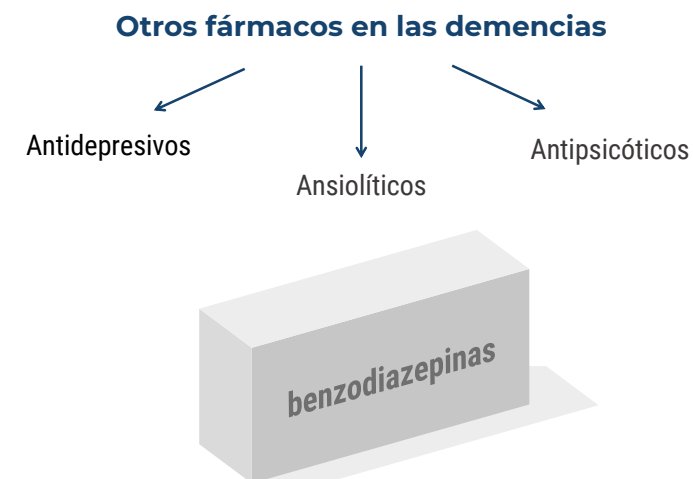 Otros fármacos en las demencias
Antidepresivos
Ansiolíticos
Antipsicóticos
benzodiazepinas